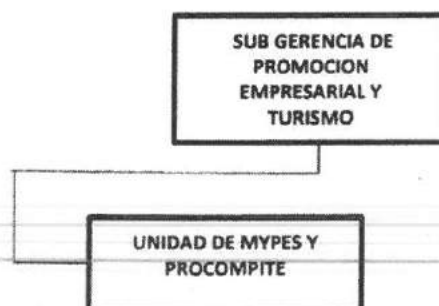 SUB GERENCIA DE
PROMOCION
EMPRESARIAL Y
TURISMO
UNIDAD DE MYPES Y
PROCOMPITE